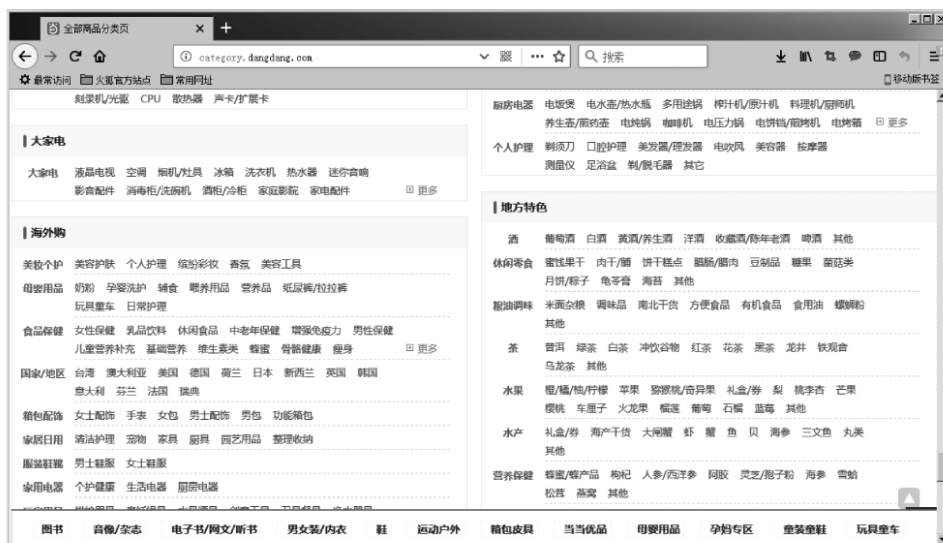 全部商品分类页
category.dangdang.com
搜索
最常访问 火狐官方站点 常用网址
移动版书签
刻录机/光驱 CPU 散热器 声卡/扩展卡
大家电
大家电 液晶电视 空调 烟机/灶具 冰箱 洗衣机 热水器 迷你音响
影音配件 消毒柜/洗碗机 酒柜/冷柜 家庭影院 家电配件 更多
海外购
美妆个护 美容护肤 个人护理 缤纷彩妆 香氛 美容工具
母婴用品 奶粉 孕婴洗护 辅食 喂养用品 营养品 纸尿裤/拉拉裤
玩具童车 日常护理
食品保健 女性保健 乳品饮料 休闲食品 中老年保健 增强免疫力 男性保健
儿童营养补充 基础营养 维生素类 蜂蜜 骨骼健康 瘦身 更多
国家/地区 台湾 澳大利亚 美国 德国 荷兰 日本 新西兰 英国 韩国
意大利 芬兰 法国 瑞典
箱包配饰 女士配饰 手表 女包 男士配饰 男包 功能箱包
家居日用 清洁护理 宠物 家具 厨具 园艺用品 整理收纳
服装鞋靴 男士鞋服 女士鞋服
家用电器 个护健康 生活电器 厨房电器
厨房电器 电饭煲 电水壶/热水瓶 多用途锅 榨汁机/原汁机 料理机/厨师机
养生壶/煎药壶 电炖锅 咖啡机 电压力锅 电饼铛/煎烤机 电烤箱 更多
个人护理 剃须刀 口腔护理 美发器/理发器 电吹风 美容器 按摩器
测量仪 足浴盆 剃/脱毛器 其它
地方特色
酒 葡萄酒 白酒 黄酒/养生酒 洋酒 收藏酒/陈年老酒 啤酒 其他
休闲零食 蜜饯果干 肉干/脯 饼干糕点 腊肠/腊肉 豆制品 糖果 菌菇类
月饼/粽子 龟苓膏 海苔 其他
粮油调味 米面杂粮 调味品 南北干货 方便食品 有机食品 食用油 螺蛳粉
其他
茶 普洱 绿茶 白茶 冲饮谷物 红茶 花茶 黑茶 龙井 铁观音
乌龙茶 其他
水果 橙/橘/柚/柠檬 苹果 猕猴桃/奇异果 礼盒/券 梨 桃李杏 芒果
樱桃 车厘子 火龙果 榴莲 葡萄 石榴 蓝莓 其他
水产 礼盒/券 海产干货 大闸蟹 虾 蟹 鱼 贝 海参 三文鱼 丸类
其他
营养保健 蜂蜜/蜂产品 枸杞 人参/西洋参 阿胶 灵芝/孢子粉 海参 雪蛤
松茸 燕窝 其他
图书 音像/杂志 电子书/网文/听书 男女装/内衣 鞋 运动户外 箱包皮具 当当优品 母婴用品 孕妈专区 童装童鞋 玩具童车